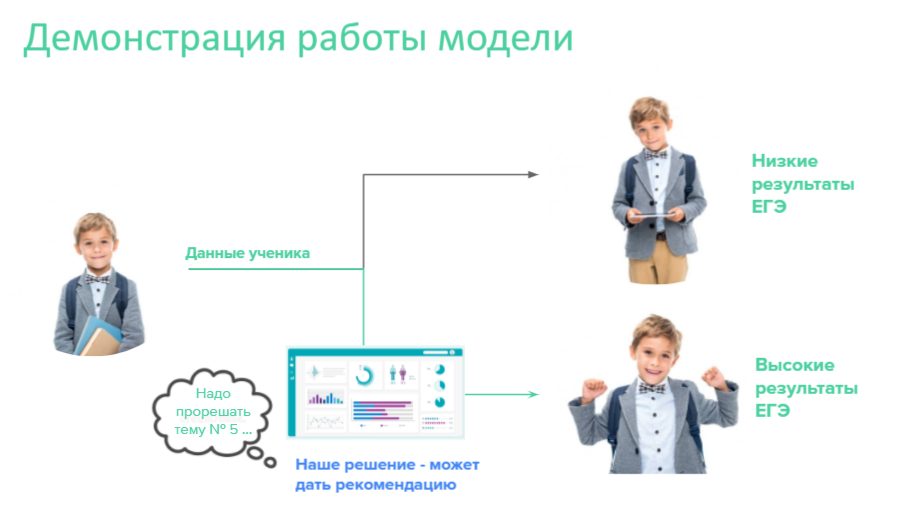 Демонстрация работы модели
Низкие
результаты
ЕГЭ
Данные ученика
Высокие
результаты
ЕГЭ
Надо
прорешать
тему № 5 ...
Наше решение - может
дать рекомендацию